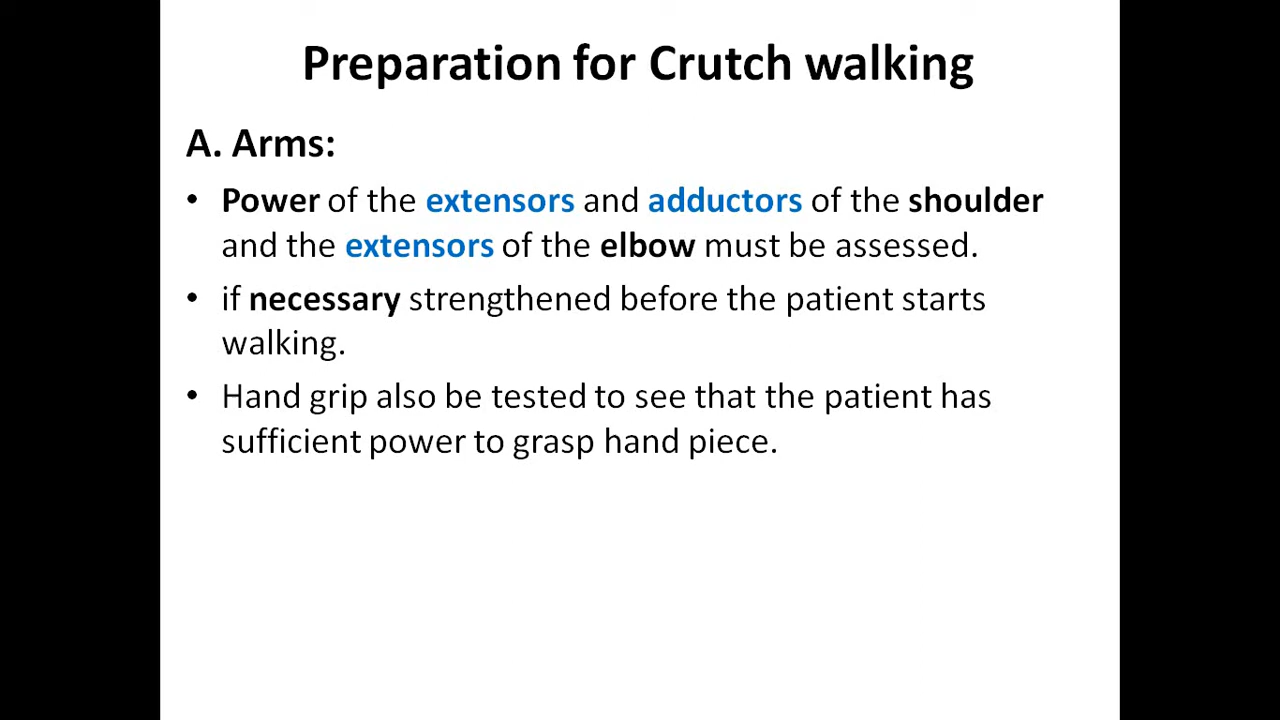 Preparation for Crutch walking
A. Arms:
• Power of the extensors and adductors of the shoulder
and the extensors of the elbow must be assessed.
• if necessary strengthened before the patient starts
walking.
• Hand grip also be tested to see that the patient has
sufficient power to grasp hand piece.